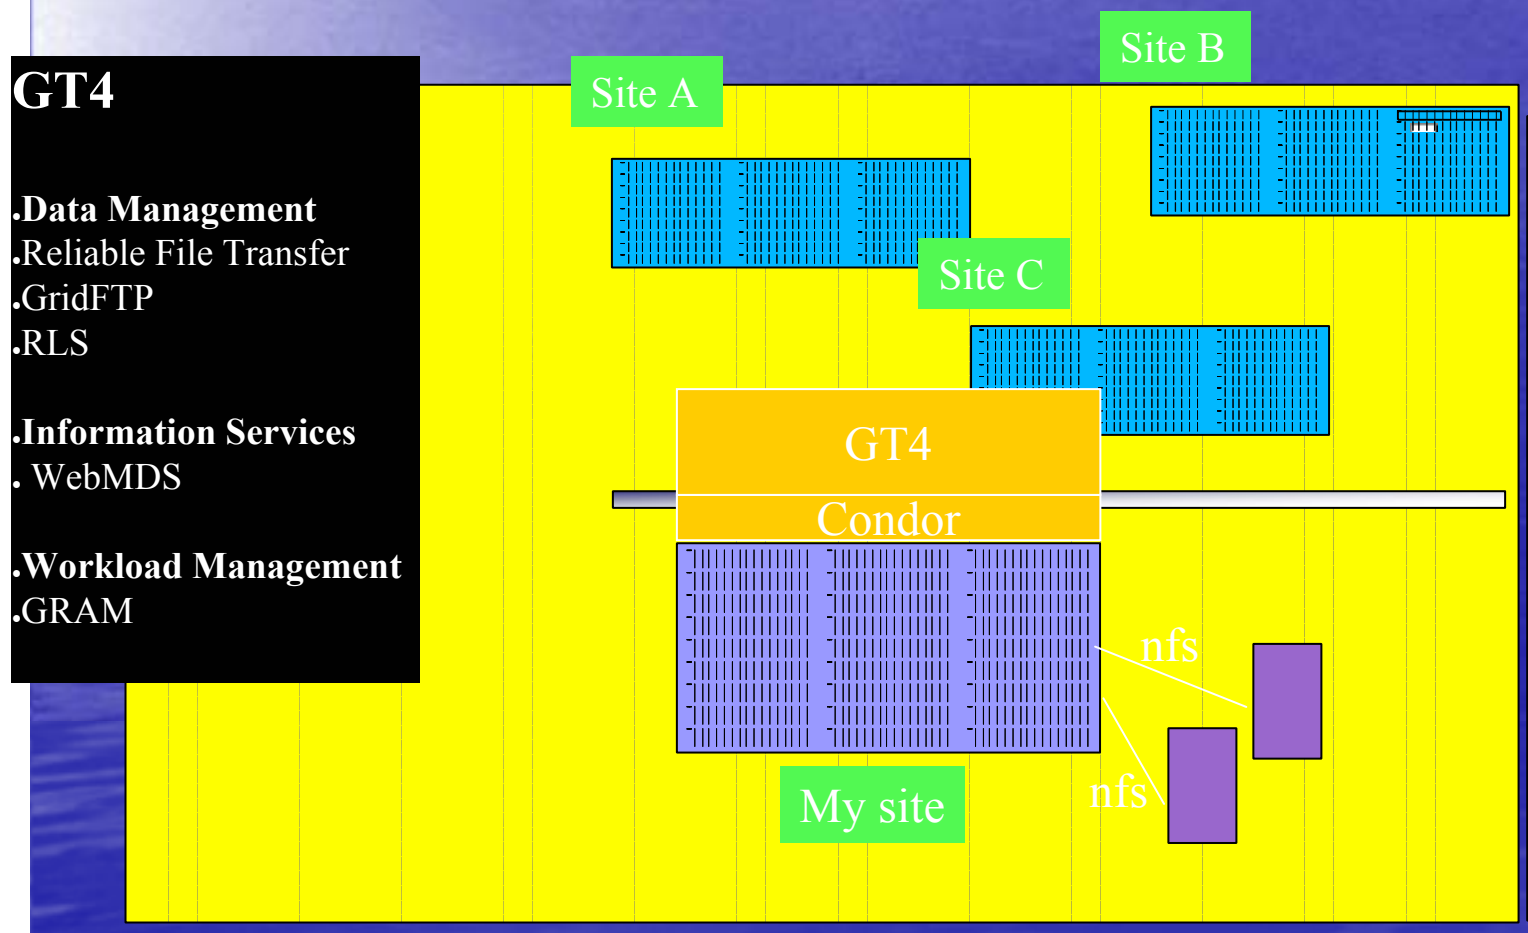 GT4
.Data Management
.Reliable File Transfer
.GridFTP
.RLS
.Information Services
. WebMDS
.Workload Management
.GRAM
Site A
Site B
Site C
GT4
Condor
nfs
nfs
My site